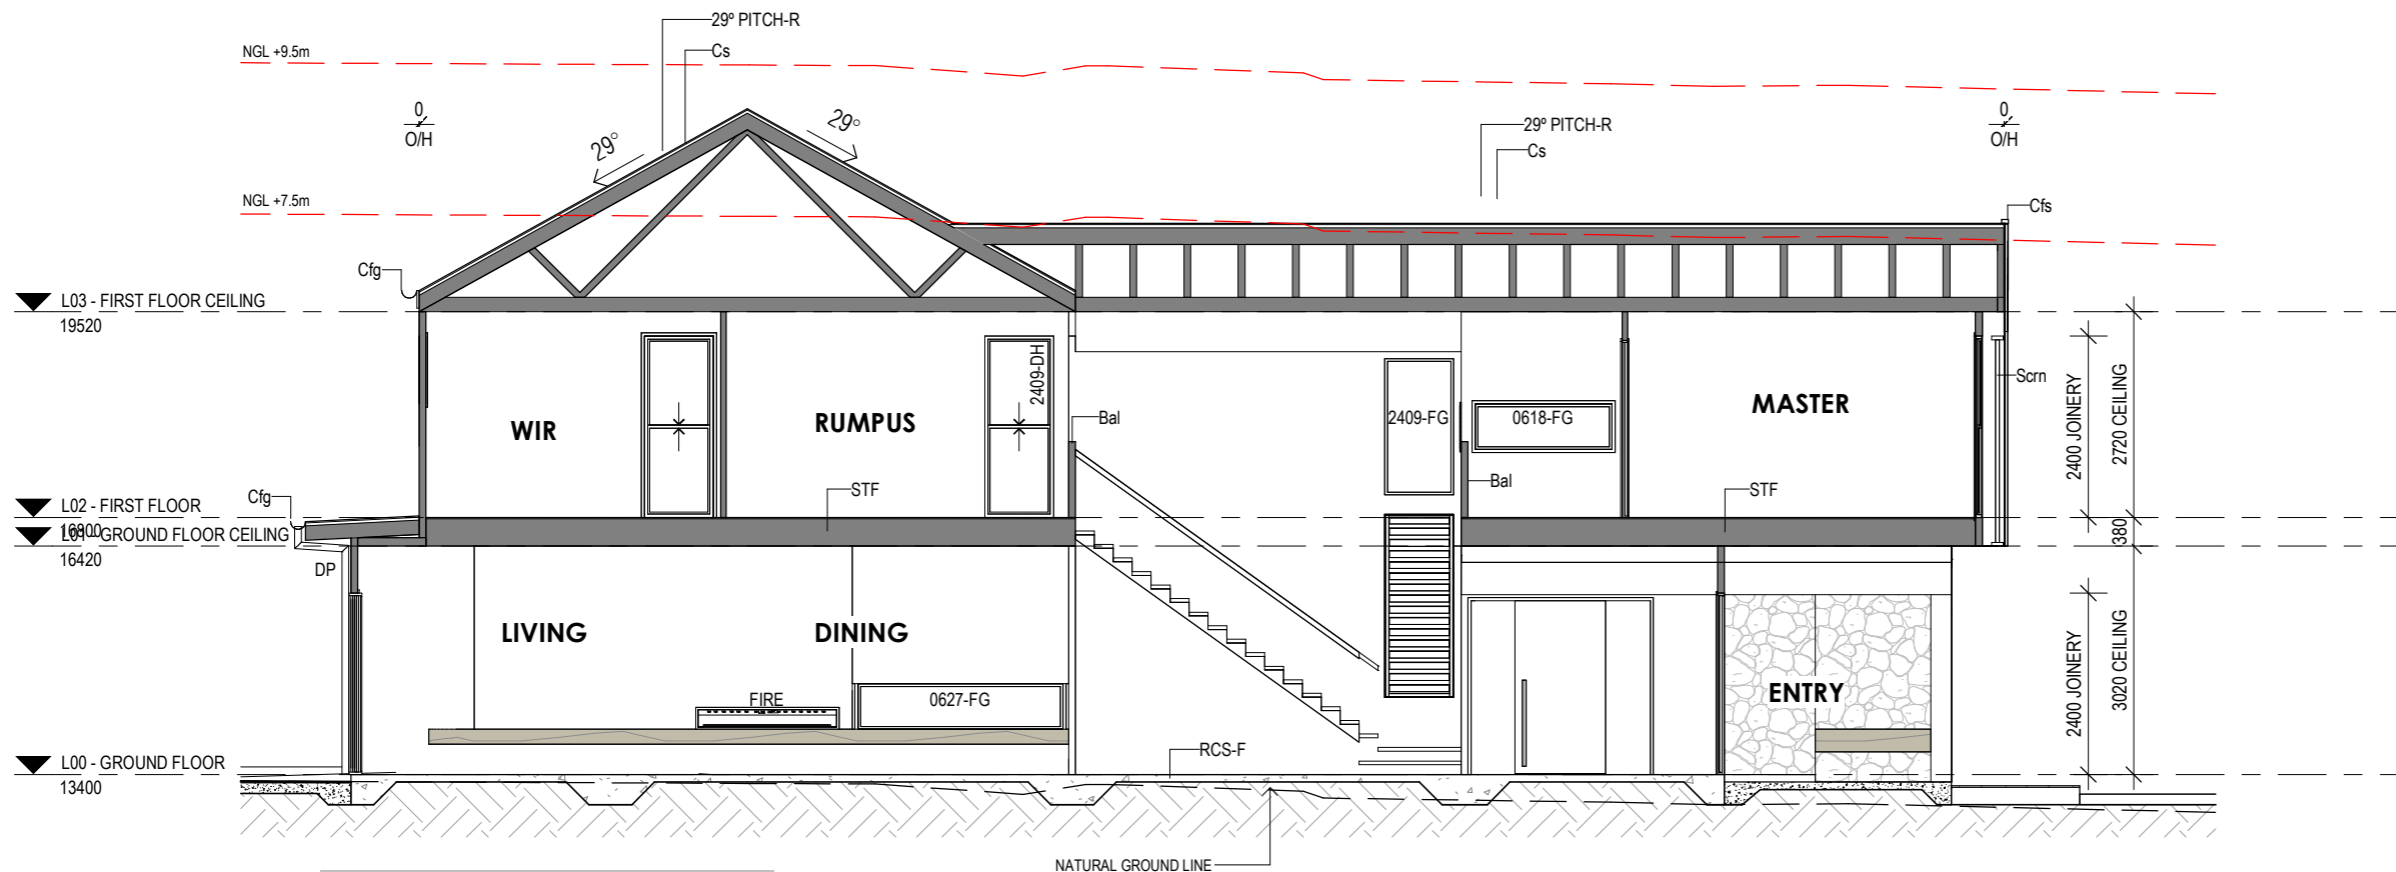 29º PITCH-R
Cs
NGL +9.5m
0
O/H
29°
29°
29º PITCH-R
Cs
0
O/H
NGL +7.5m
Cfs
Cfg
L03 - FIRST FLOOR CEILING
19520
2409-DH
WIR
RUMPUS
Bal
2409-FG
0618-FG
MASTER
Scrn
2400 JOINERY
2720 CEILING
Bal
Cfg
STF
STF
L02 - FIRST FLOOR
16800
L01 - GROUND FLOOR CEILING
16420
380
DP
LIVING
DINING
FIRE
0627-FG
ENTRY
2400 JOINERY
3020 CEILING
RCS-F
L00 - GROUND FLOOR
13400
NATURAL GROUND LINE